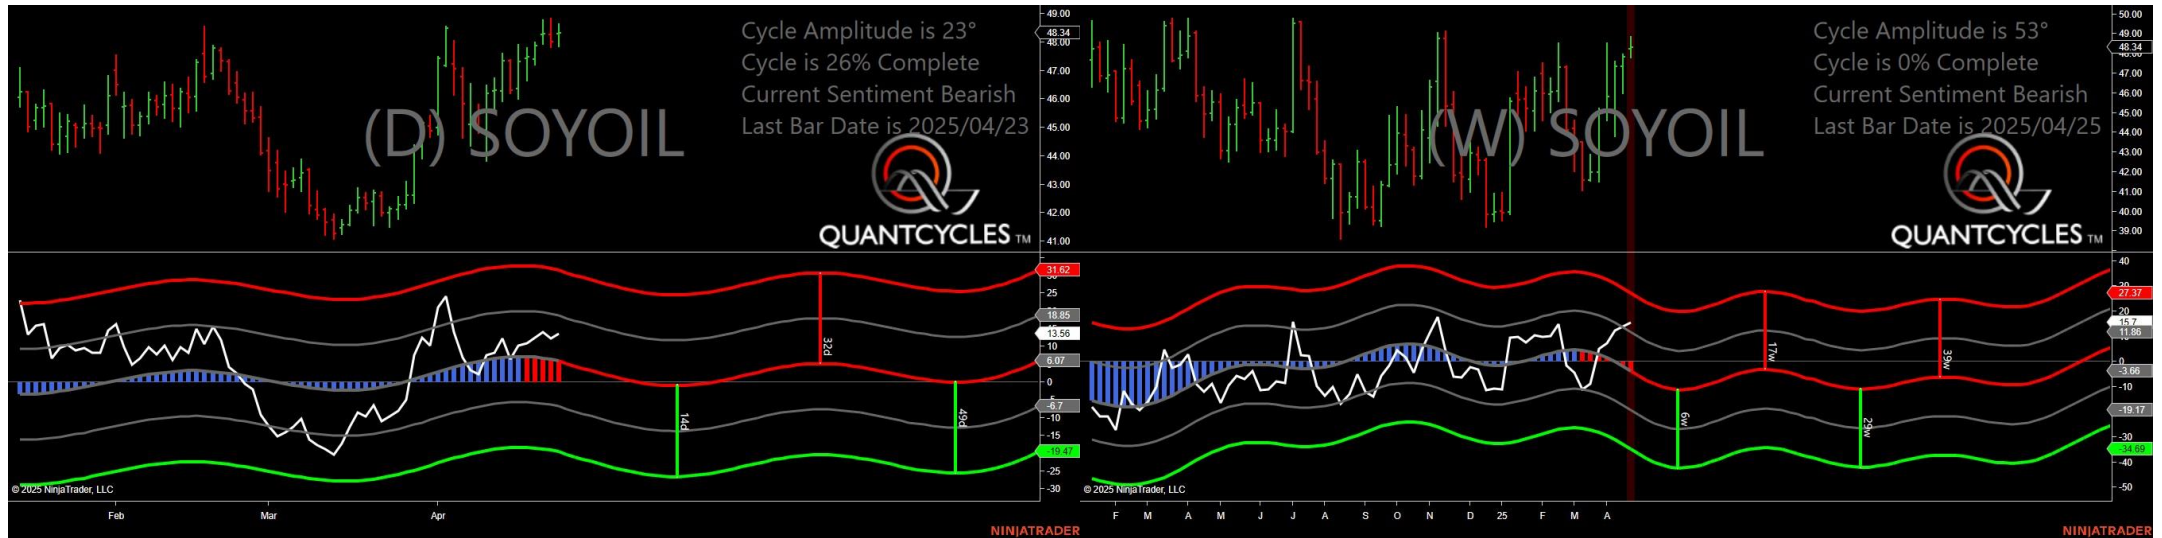 Cycle Amplitude is 23°
Cycle is 26% Complete
Current Sentiment Bearish
Last Bar Date is 2025/04/23
(D) SOYOIL
QUANTCYCLES TM
49.00
48.34
48.00
47.00
46.00
45.00
44.00
43.00
42.00
41.00
31.62
25
18.85
13.56
10
6.07
0
-6.7
-10
-15
-19.47
-25
-30
32d
14d
49d
© 2025 NinjaTrader, LLC
Feb
Mar
Apr
NINJATRADER
Cycle Amplitude is 53°
Cycle is 0% Complete
Current Sentiment Bearish
Last Bar Date is 2025/04/25
(W) SOYOIL
QUANTCYCLES TM
50.00
49.00
48.34
47.00
46.00
45.00
44.00
43.00
42.00
41.00
40.00
39.00
40
27.37
20
15.7
11.86
0
-3.66
-10
-19.17
-30
-34.69
-40
-50
17w
39w
6w
29w
© 2025 NinjaTrader, LLC
F
M
A
M
J
J
A
S
O
N
D
25
F
M
A
NINJATRADER